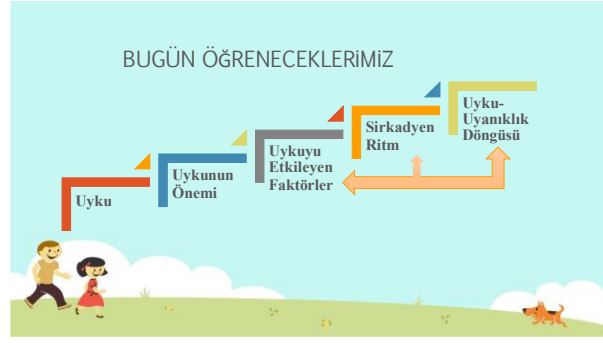 BUGÜN ÖĞRENECEKLERİMİZ
Uyku
Uykunun
Önemi
Uykuyu
Etkileyen
Faktörler
Sirkadyen
Ritm
Uyku-
Uyanıklık
Döngüsü